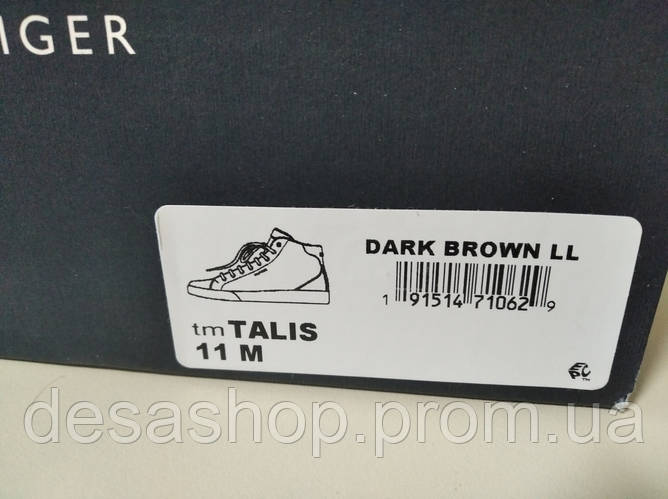 IGER
DARK BROWN LL
1 91514 71062 9
tmTALIS
11 M
desashop.prom.ua